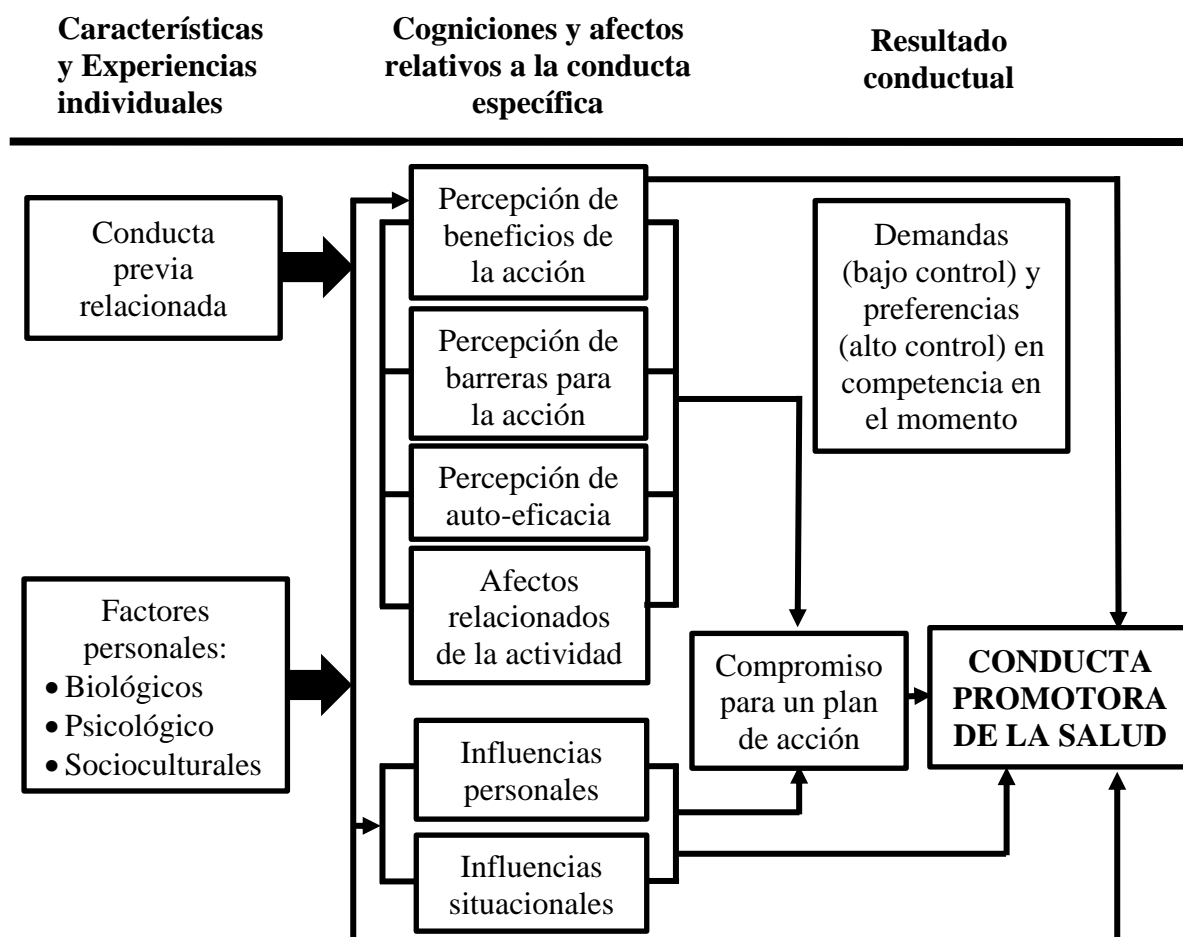 Características
y Experiencias
individuales
Cogniciones y afectos
relativos a la conducta
específica
Resultado
conductual
Conducta
previa
relacionada
Factores
personales:
• Biológicos
• Psicológico
• Socioculturales
Percepción de
beneficios de
la acción
Percepción de
barreras para
la acción
Percepción de
auto-eficacia
Afectos
relacionados
de la actividad
Influencias
personales
Influencias
situacionales
Demandas
(bajo control) y
preferencias
(alto control) en
competencia en
el momento
Compromiso
para un plan
de acción
CONDUCTA
PROMOTORA
DE LA SALUD